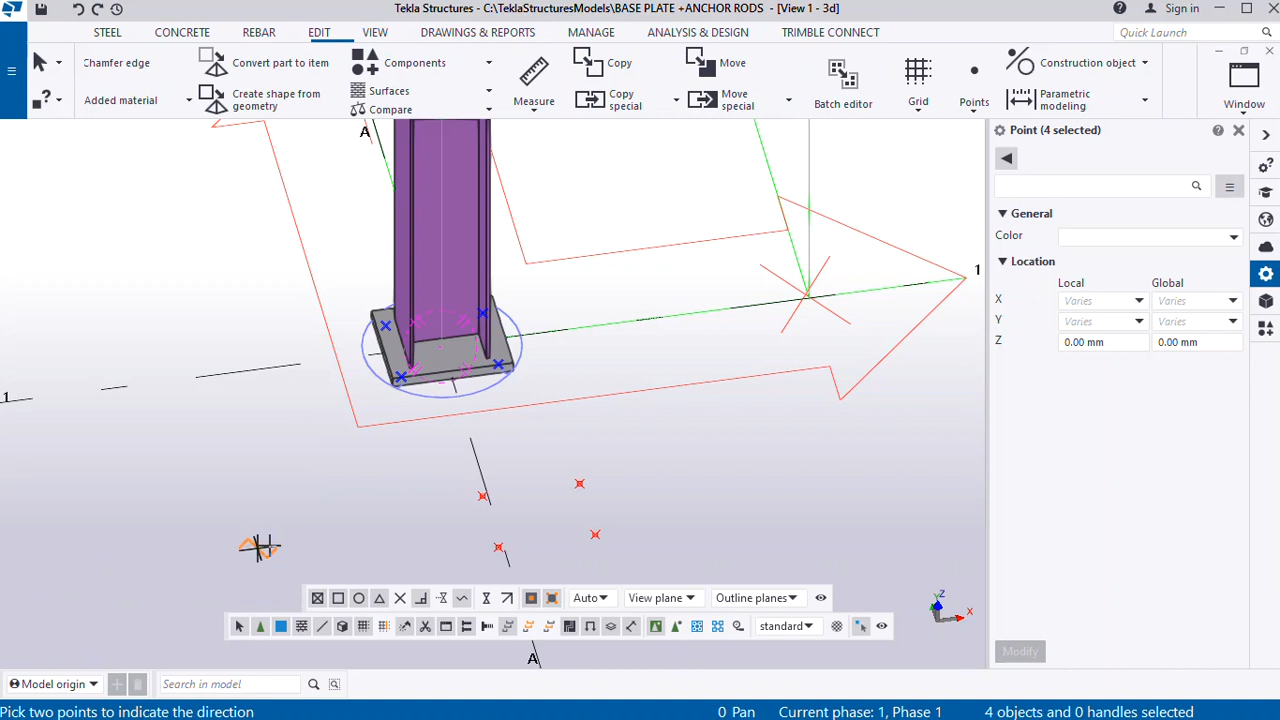 Tekla Structures - C:\TeklaStructuresModels\BASE PLATE +ANCHOR RODS - [View 1 - 3d]
Sign in
STEEL
CONCRETE
REBAR
EDIT
VIEW
DRAWINGS & REPORTS
MANAGE
ANALYSIS & DESIGN
TRIMBLE CONNECT
Quick Launch
Chamfer edge
Added material
Convert part to item
Create shape from
geometry
Components
Surfaces
Compare
Measure
Copy
Copy
special
Move
Move
special
Batch editor
Grid
Points
Construction object
Parametric
modeling
Window
Point (4 selected)
General
Color
Location
Local
Global
X
Varies
Varies
Y
Varies
Varies
Z
0.00 mm
0.00 mm
Modify
A
1
1
A
Z
Y
X
Auto
View plane
Outline planes
standard
Model origin
Search in model
Pick two points to indicate the direction
0 Pan
Current phase: 1, Phase 1
4 objects and 0 handles selected